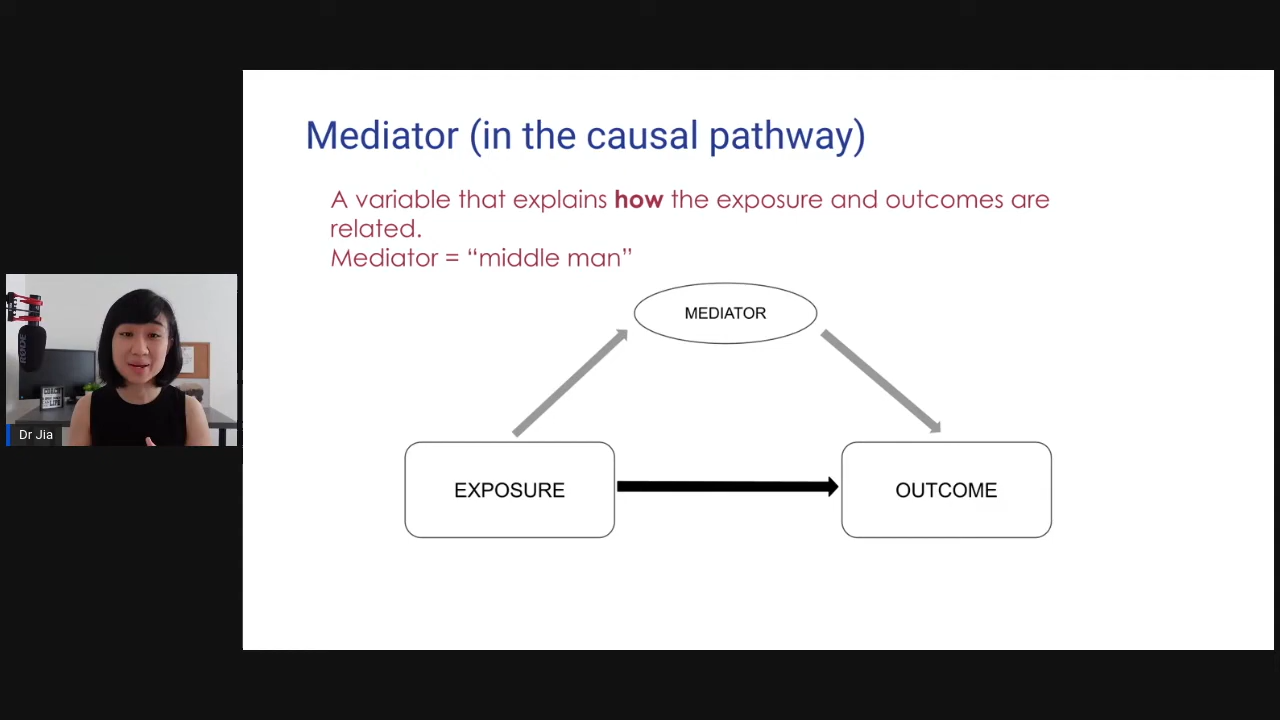 Mediator (in the causal pathway)
A variable that explains how the exposure and outcomes are
related.
Mediator = “middle man”
MEDIATOR
EXPOSURE
OUTCOME
RODE
Dr Jia